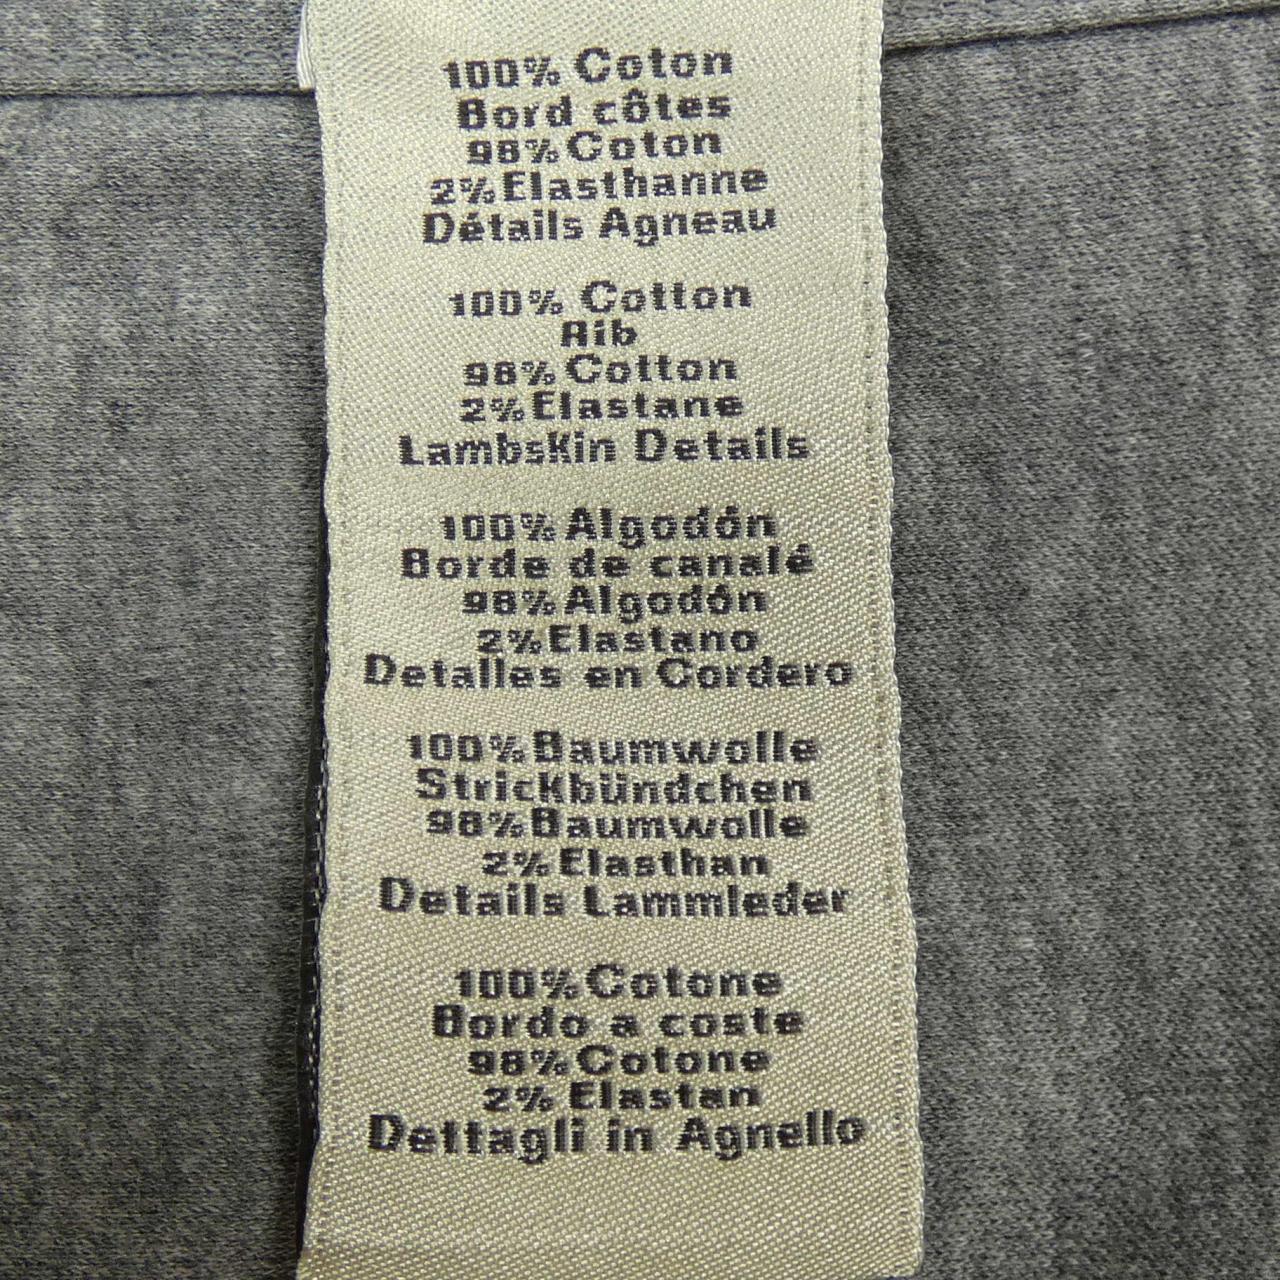 100% Coton
Bord côtes
98% Coton
2% Elasthanne
Détails Agneau
100% Cotton
Rib
98% Cotton
2% Elastane
Lambskin Details
100% Algodón
Borde de canalé
98% Algodón
2% Elastano
Detalles en Cordero
100% Baumwolle
Strickbündchen
98% Baumwolle
2% Elasthan
Details Lammleder
100% Cotone
Bordo a coste
98% Cotone
2% Elastan
Dettagli in Agnello